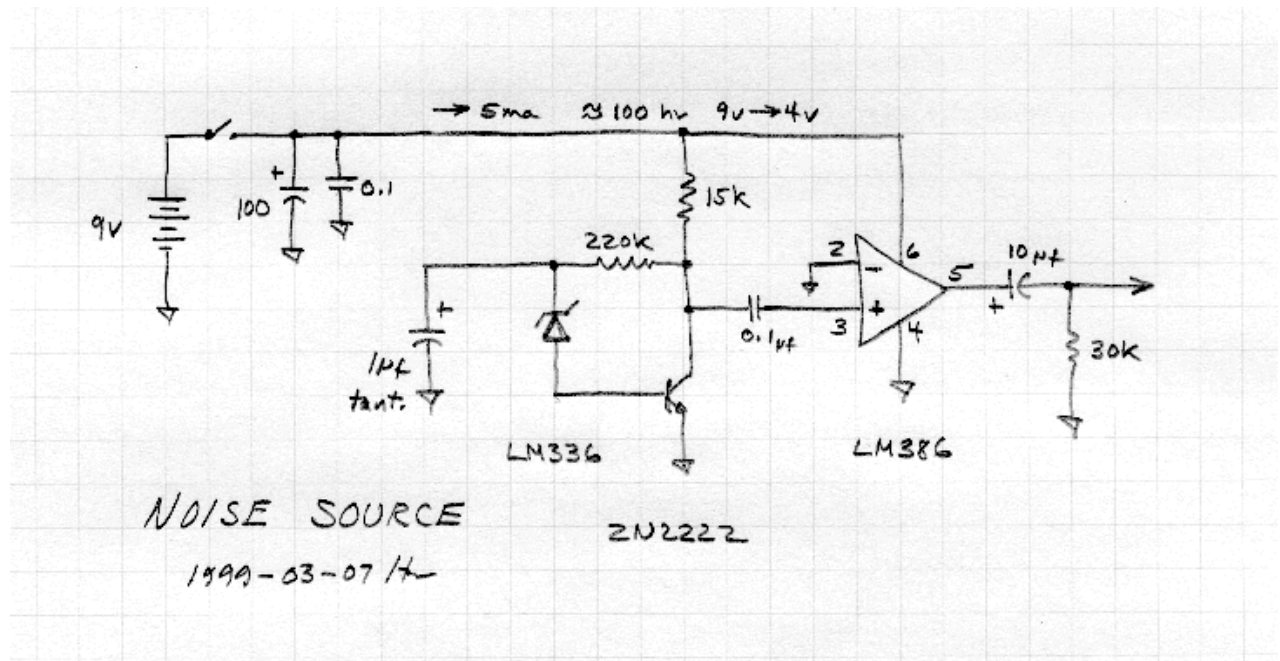 → 5ma ≈ 100 hr 9v → 4v
+
100
0.1
9v
15k
220k
+
1µf
tant.
0.1µf
2
-
3
+
6
5
4
10µf
+
30k
LM336
LM386
2N2222
NOISE SOURCE
1999-03-07